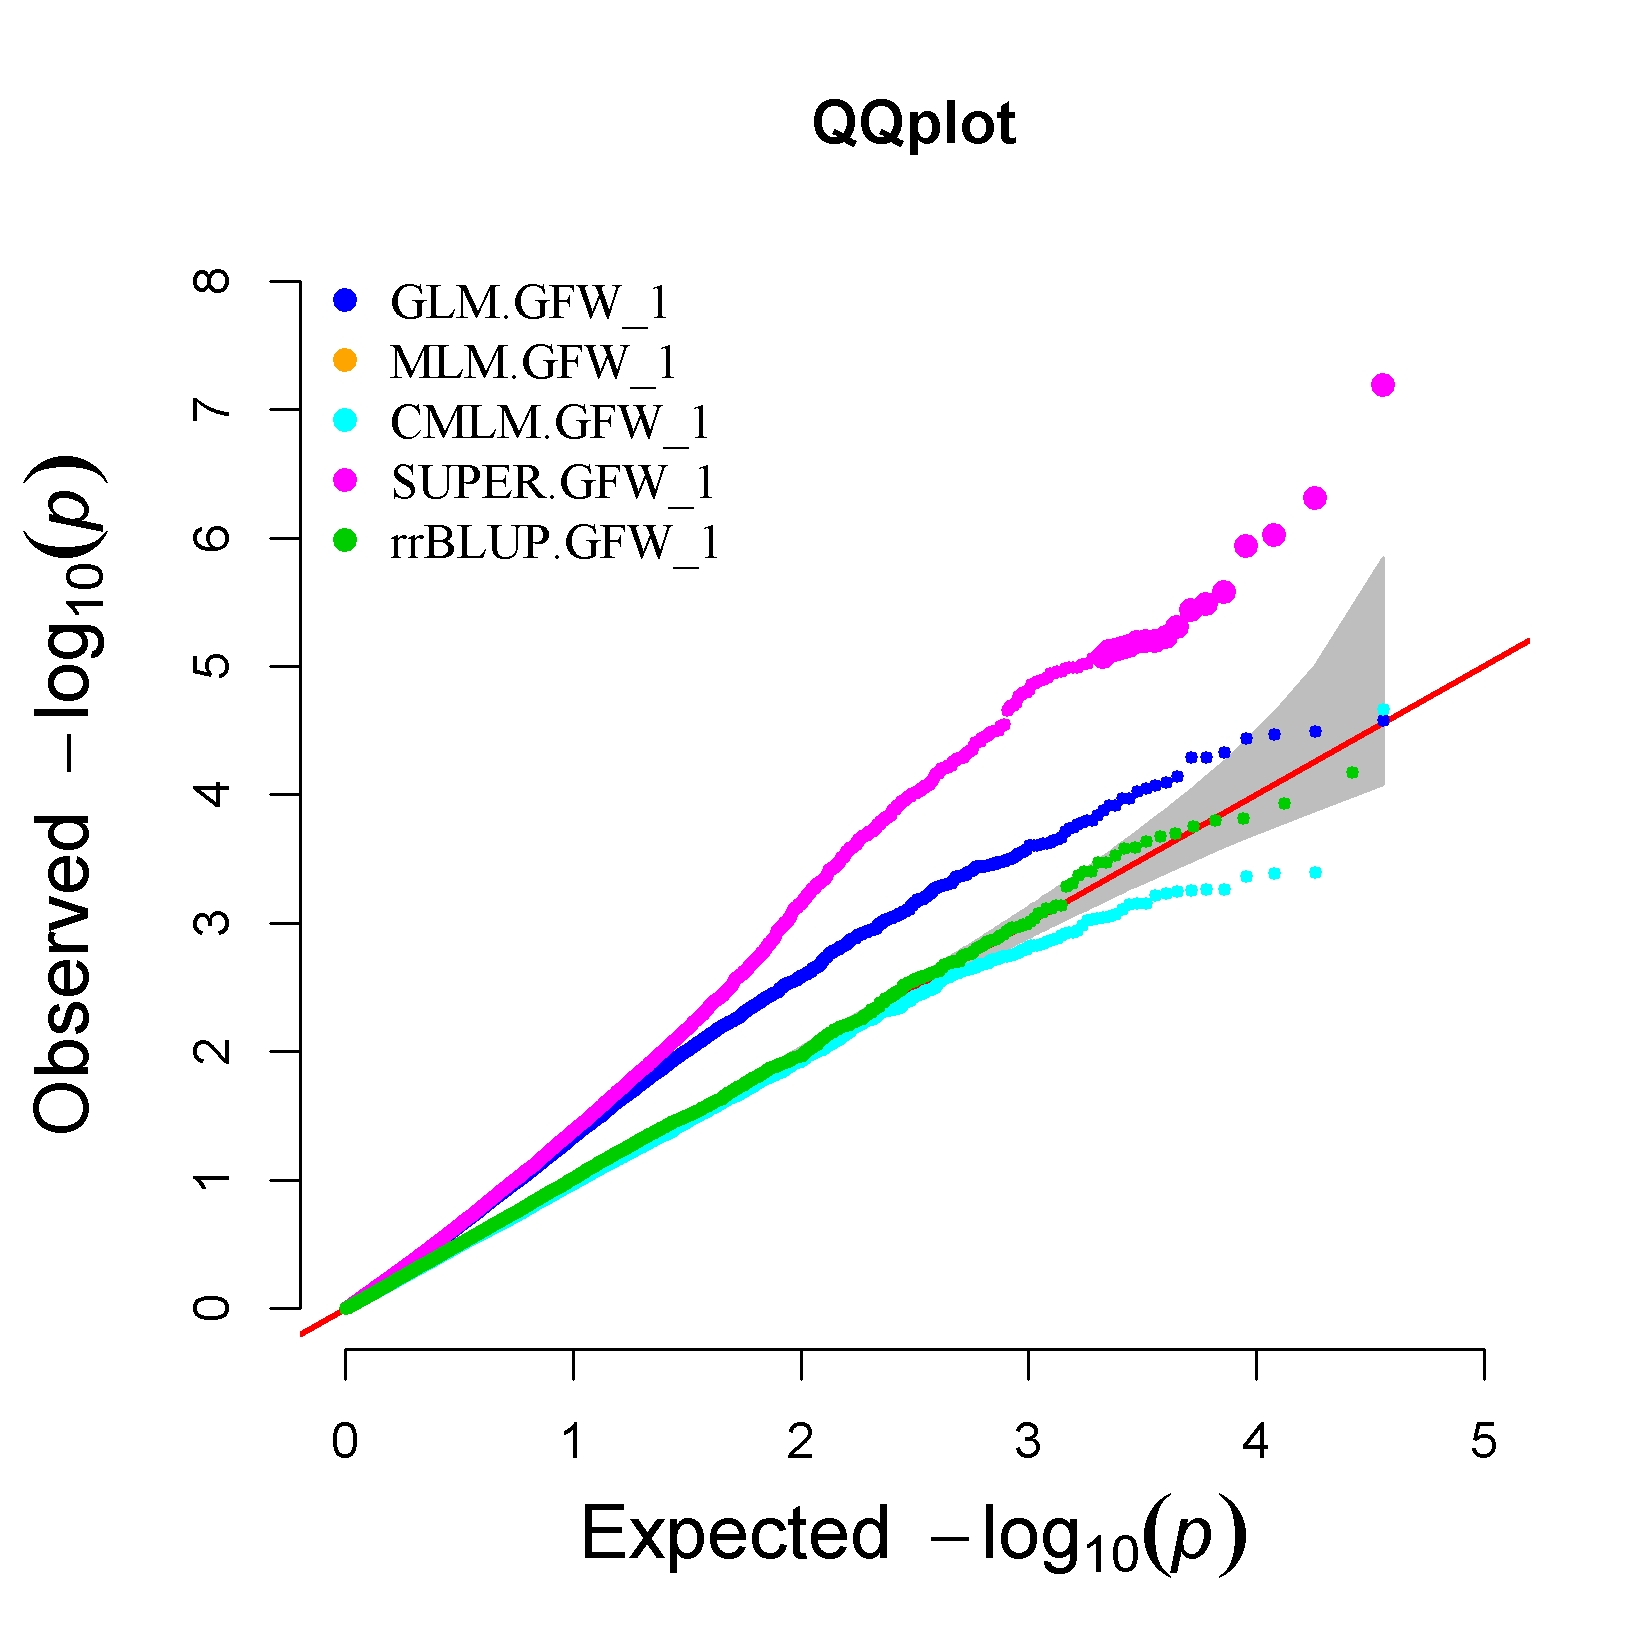 QQplot
8
7
6
5
4
3
2
1
0
Observed −log₁₀(p)
GLM.GFW_1
MLM.GFW_1
CMLM.GFW_1
SUPER.GFW_1
rrBLUP.GFW_1
0 1 2 3 4 5
Expected −log₁₀(p)